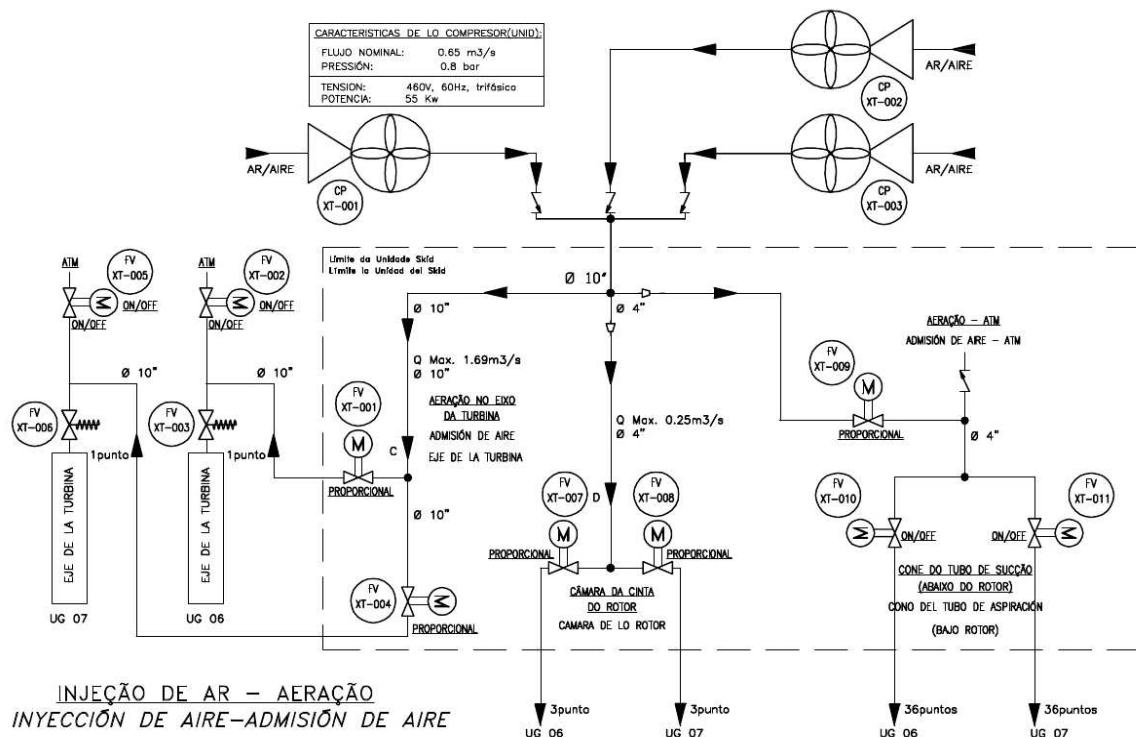 CARACTERISTICAS DE LO COMPRESOR(UNID):
FLUJO NOMINAL: 0.65 m3/s
PRESSIÓN: 0.8 bar
TENSION: 460V, 60Hz, trifásico
POTENCIA: 55 Kw
AR/AIRE
CP
XT-002
AR/AIRE
CP
XT-001
AR/AIRE
CP
XT-003
Limite da Unidade Skid
Límite la Unidad del Skid
Ø 10"
Ø 10"
Ø 4"
ATM
FV
XT-005
ON/OFF
ON/OFF
ATM
FV
XT-002
ON/OFF
ON/OFF
Ø 10"
Ø 10"
FV
XT-006
1punto
FV
XT-003
1punto
EJE DE LA TURBINA
UG 07
EJE DE LA TURBINA
UG 06
Q Max. 1.69m3/s
Ø 10"
AERAÇÃO NO EIXO
DA TURBINA
ADMISIÓN DE AIRE
EJE DE LA TURBINA
FV
XT-001
M
PROPORCIONAL
C
Ø 10"
FV
XT-004
M
PROPORCIONAL
Q Max. 0.25m3/s
Ø 4"
D
FV
XT-007
M
PROPORCIONAL
FV
XT-008
M
PROPORCIONAL
CÂMARA DA CINTA
DO ROTOR
CAMARA DE LO ROTOR
3punto
UG 06
3punto
UG 07
AERAÇÃO - ATM
ADMISIÓN DE AIRE - ATM
FV
XT-009
M
PROPORCIONAL
Ø 4"
FV
XT-010
M
ON/OFF
FV
XT-011
M
ON/OFF
CONE DO TUBO DE SUCÇÃO
(ABAIXO DO ROTOR)
CONO DEL TUBO DE ASPIRACIÓN
(BAJO ROTOR)
36puntos
UG 06
36puntos
UG 07
M
M
INJEÇÃO DE AR - AERAÇÃO
INYECCIÓN DE AIRE-ADMISIÓN DE AIRE